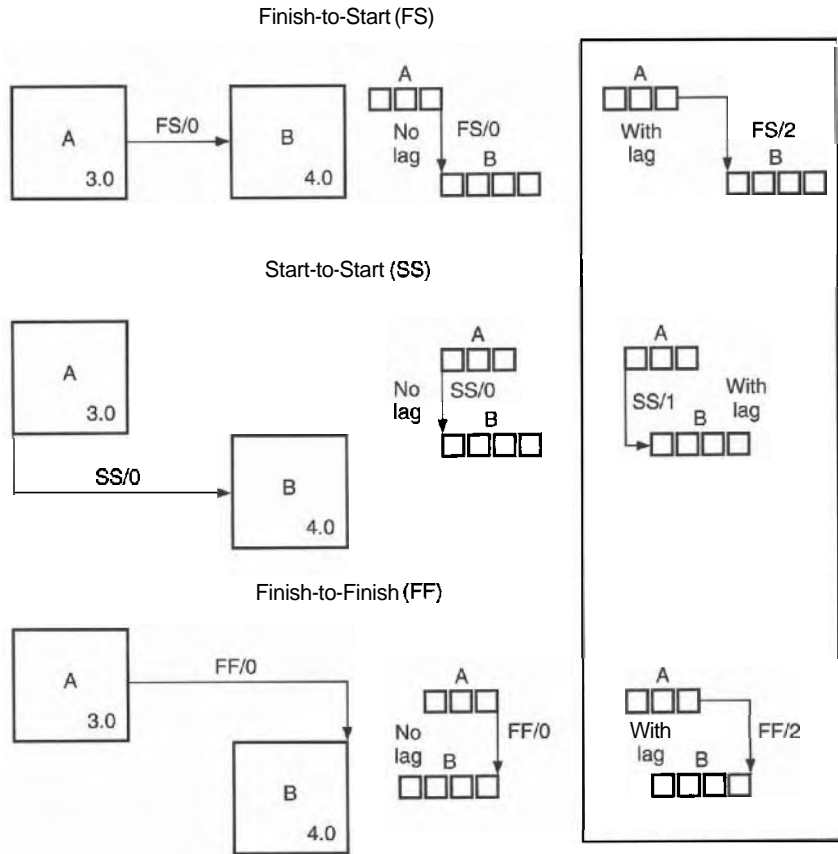 Finish-to-Start (FS)
A
3.0
FS/0
B
4.0
A
No
lag
FS/0
B
A
With
lag
FS/2
B
Start-to-Start (SS)
A
3.0
SS/0
B
4.0
A
No
lag
SS/0
B
A
SS/1
With
lag
B
Finish-to-Finish (FF)
A
3.0
FF/0
B
4.0
A
No
lag
FF/0
B
A
With
lag
FF/2
B